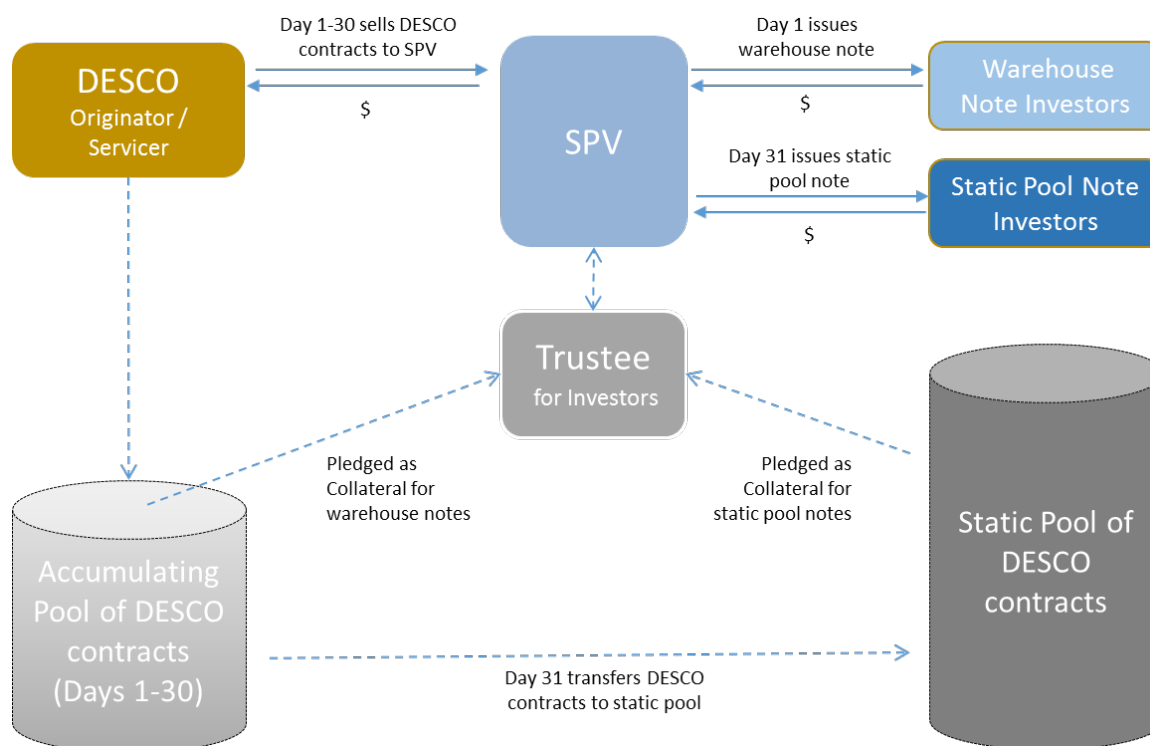 Day 1-30 sells DESCO
contracts to SPV
$
DESCO
Originator /
Servicer
SPV
Day 1 issues
warehouse note
$
Warehouse
Note Investors
Day 31 issues static
pool note
$
Static Pool Note
Investors
Trustee
for Investors
Pledged as
Collateral for
warehouse notes
Pledged as
Collateral for
static pool notes
Accumulating
Pool of DESCO
contracts
(Days 1-30)
Static Pool of
DESCO
contracts
Day 31 transfers DESCO
contracts to static pool